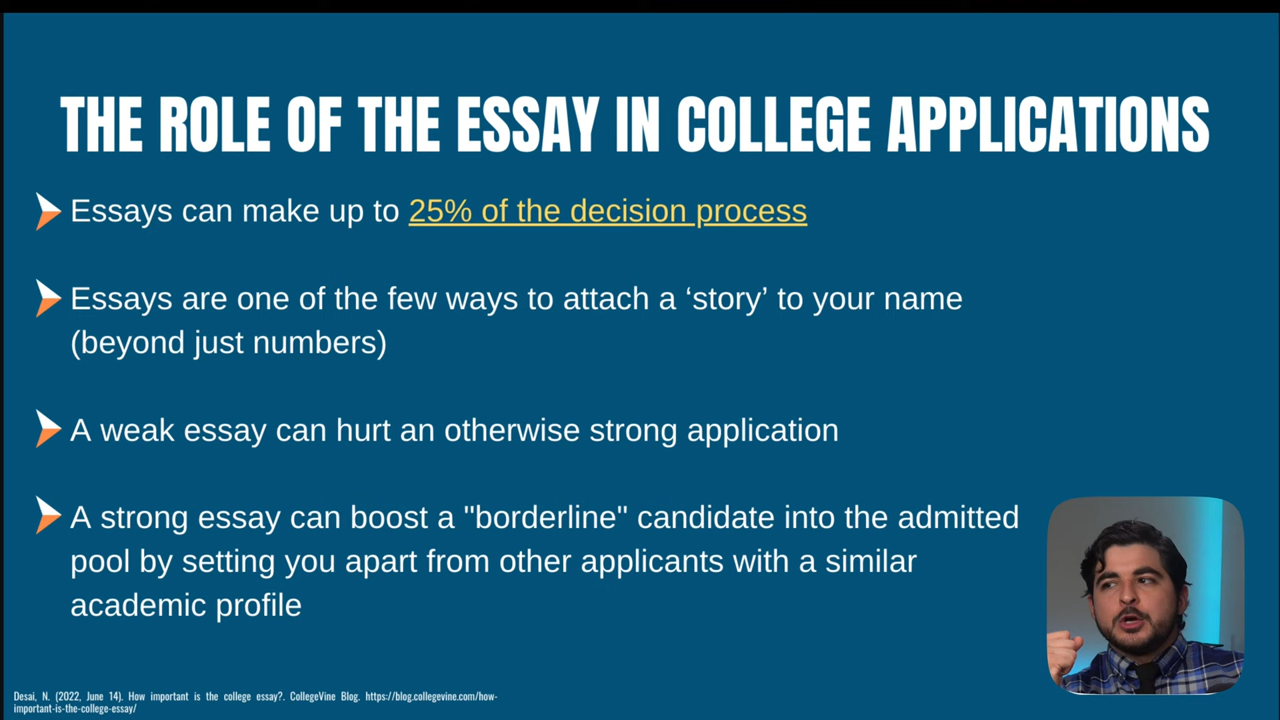 THE ROLE OF THE ESSAY IN COLLEGE APPLICATIONS
Essays can make up to 25% of the decision process
Essays are one of the few ways to attach a ‘story’ to your name
(beyond just numbers)
A weak essay can hurt an otherwise strong application
A strong essay can boost a "borderline" candidate into the admitted
pool by setting you apart from other applicants with a similar
academic profile
Desai, N. (2022, June 14). How important is the college essay?. CollegeVine Blog. https://blog.collegevine.com/how-
important-is-the-college-essay/